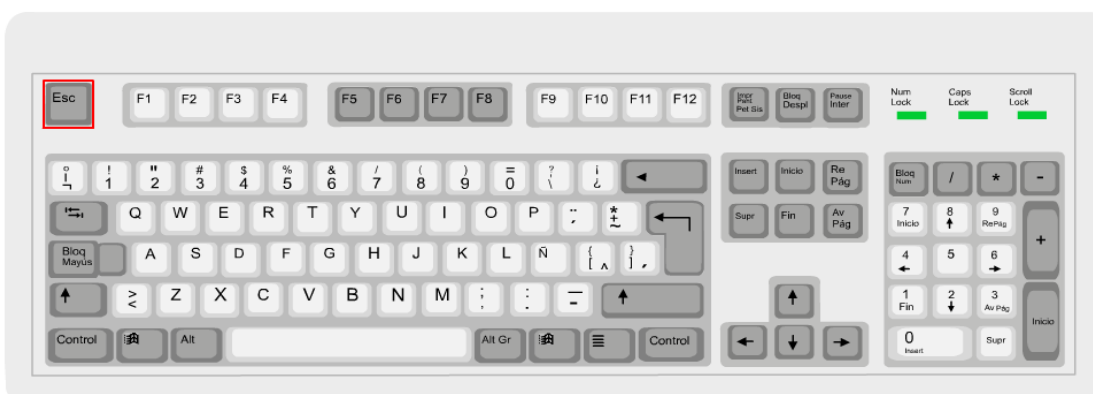 Esc F1 F2 F3 F4 F5 F6 F7 F8 F9 F10 F11 F12 Impr Pant Pet Sis Bloq Despl Pause Inter Num Lock Caps Lock Scroll Lock
º ! " # $ % & / ( ) = ? ¡ Insert Inicio Re Pág Bloq Num / * -
¬ 1 2 3 4 5 6 7 8 9 0 \ ¿
Q W E R T Y U I O P ¨ * ± ~ Supr Fin Av Pág 7 Inicio 8 9 RePág +
Bloq Mayús A S D F G H J K L Ñ { [ ^ } ] 4 5 6
> < Z X C V B N M ; , : . _ - 1 Fin 2 3 Av Pág Inicio
Control Alt Alt Gr Control 0 Insert Supr